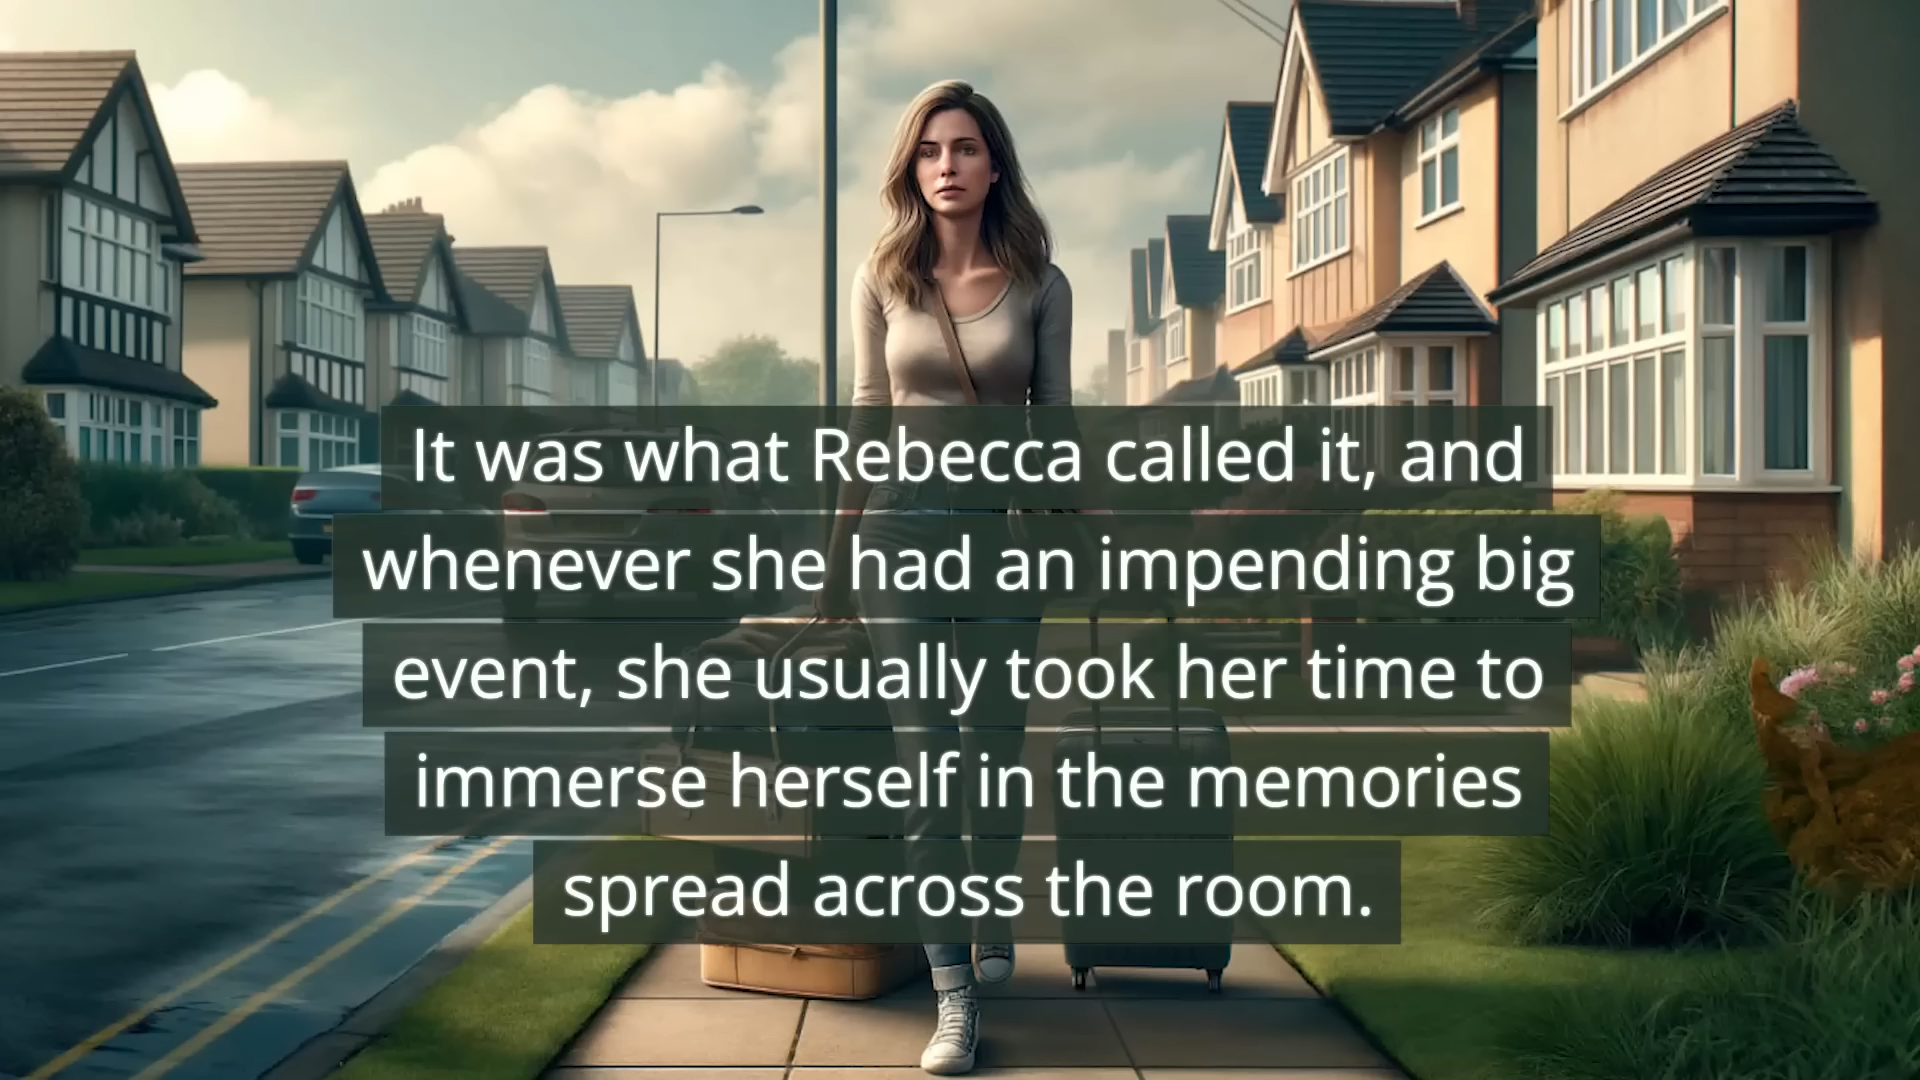 It was what Rebecca called it, and
whenever she had an impending big
event, she usually took her time to
immerse herself in the memories
spread across the room.